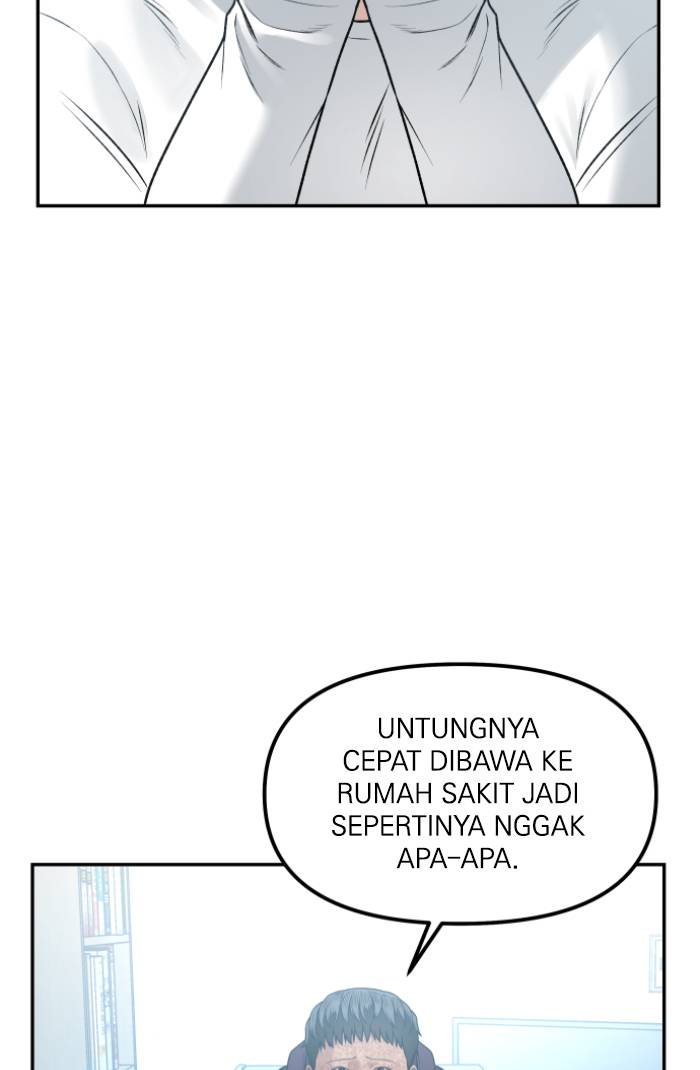 UNTUNGNYA
CEPAT DIBAWA KE
RUMAH SAKIT JADI
SEPERTINYA NGGAK
APA-APA.